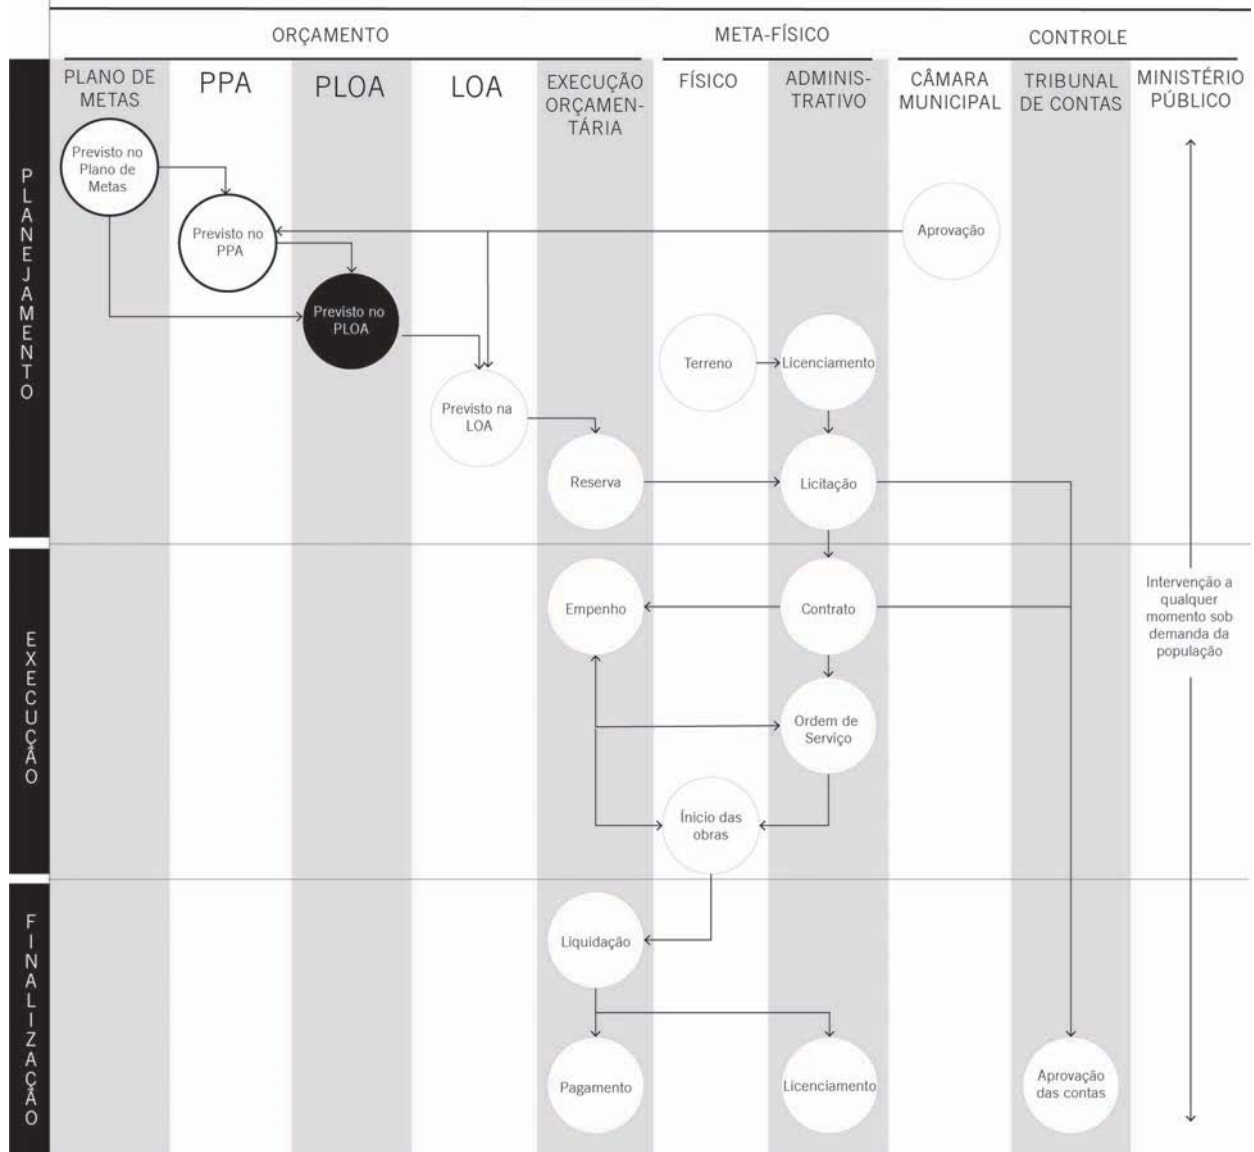 ORÇAMENTO
META-FÍSICO
CONTROLE
PLANO DE
METAS
PPA
PLOA
LOA
EXECUÇÃO
ORÇAMEN-
TÁRIA
FÍSICO
ADMINIS-
TRATIVO
CÂMARA
MUNICIPAL
TRIBUNAL
DE CONTAS
MINISTÉRIO
PÚBLICO
PLANEJAMENTO
Previsto no
Plano de
Metas
Previsto no
PPA
Aprovação
Previsto no
PLOA
Terreno
Licenciamento
Previsto na
LOA
Reserva
Licitação
EXECUÇÃO
Empenho
Contrato
Intervenção a
qualquer
momento sob
demanda da
população
Ordem de
Serviço
Ínicio das
obras
FINALIZAÇÃO
Liquidação
Pagamento
Licenciamento
Aprovação
das contas